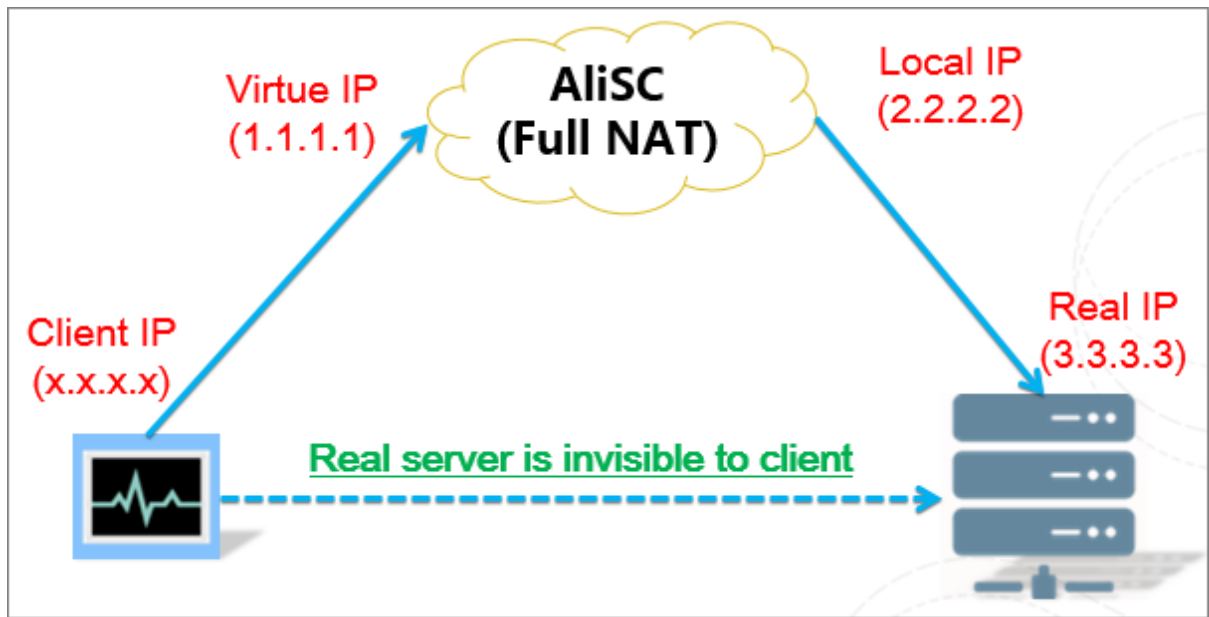 Virtue IP
(1.1.1.1)
AliSC
(Full NAT)
Local IP
(2.2.2.2)
Client IP
(x.x.x.x)
Real IP
(3.3.3.3)
Real server is invisible to client